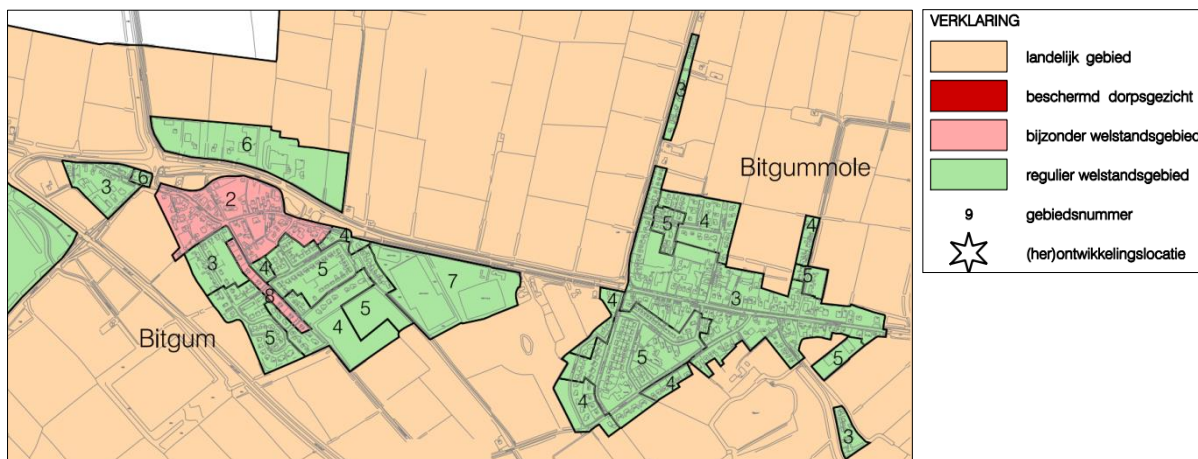 VERKLARING
landelijk gebied
beschermd dorpsgezicht
bijzonder welstandsgebied
regulier welstandsgebied
9 gebiedsnummer
(her)ontwikkelingslocatie
3
6
Bitgummole
3
6
2
4
5
4
4
3
4
5
7
5
8
5
3
4
4
5
Bitgum
5
5
4
4
3